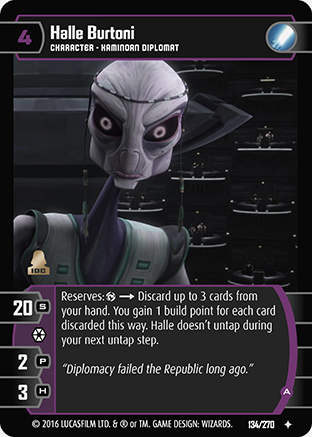 4 Halle Burtoni
CHARACTER - KAMINOAN DIPLOMAT
IDC
20 S
2 P
3 H
Reserves: → Discard up to 3 cards from
your hand. You gain 1 build point for each card
discarded this way. Halle doesn't untap during
your next untap step.
“Diplomacy failed the Republic long ago.”
A
© 2016 LUCASFILM LTD. & ® or TM. GAME DESIGN: WIZARDS. 134/270